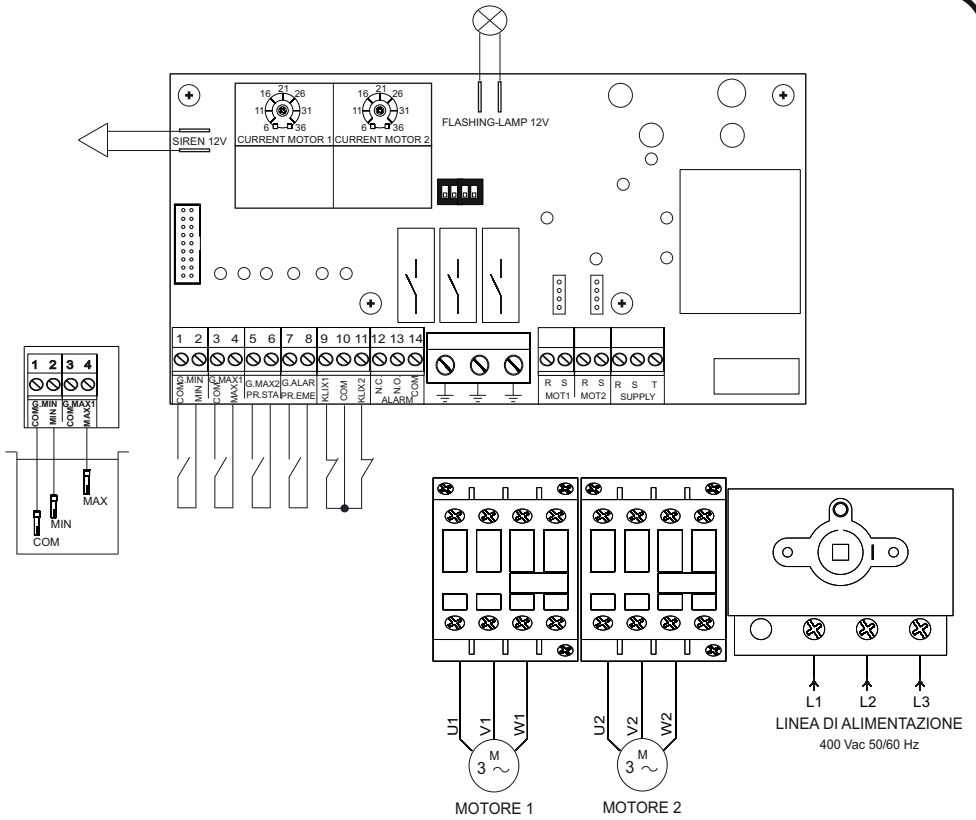 FLASHING-LAMP 12V
SIREN 12V
16 21 26
11 31
6 36
CURRENT MOTOR 1
16 21 26
11 31
6 36
CURRENT MOTOR 2
1 2 3 4 5 6 7 8 9 10 11 12 13 14
G.MIN
COM
MIN
G.MAX1
COM
MAX1
G.MAX2
PR.STA
G.ALAR
PR.EME
KLIX1
COM
KLIX2
N.C.
N.O.
COM
ALARM
R S
MOT1
R S
MOT2
R S T
SUPPLY
1 2 3 4
G.MIN
COM
MIN
G.MAX1
COM
MAX1
MAX
MIN
COM
U1
V1
W1
M
3
MOTORE 1
U2
V2
W2
M
3
MOTORE 2
L1 L2 L3
LINEA DI ALIMENTAZIONE
400 Vac 50/60 Hz